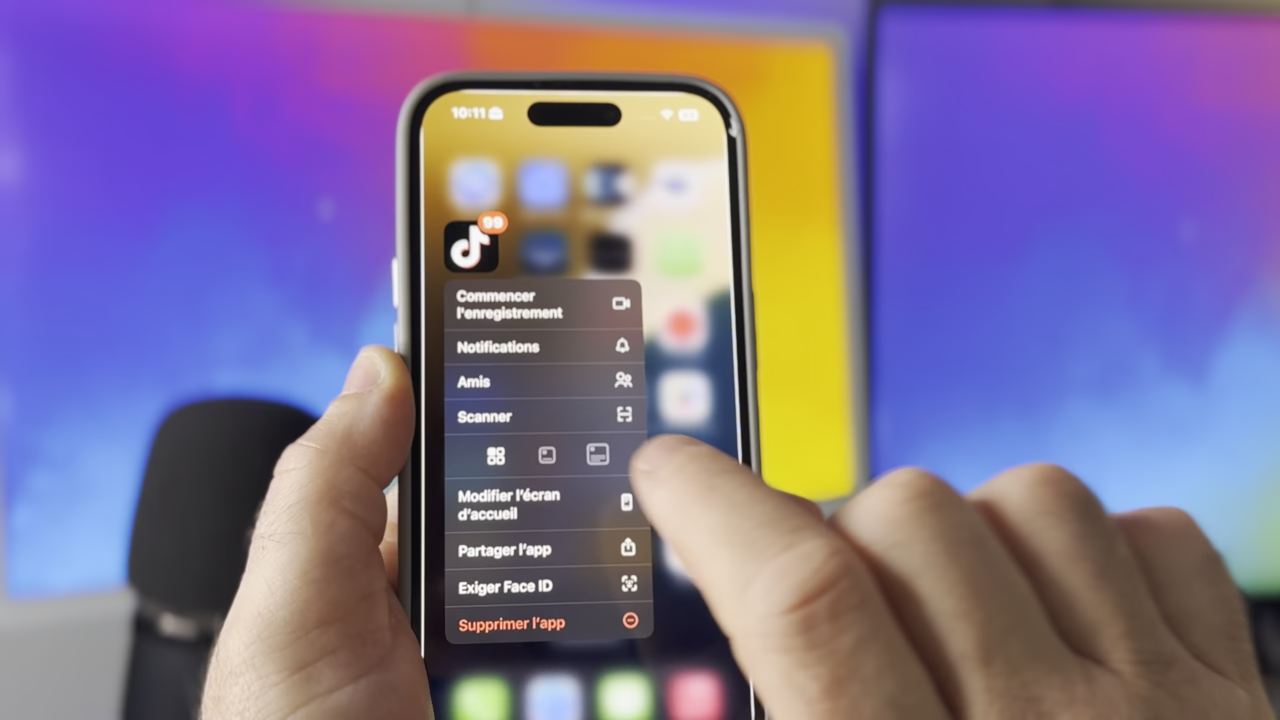 10:11
99
Commencer
l'enregistrement
Notifications
Amis
Scanner
Modifier l'écran
d'accueil
Partager l'app
Exiger Face ID
Supprimer l'app